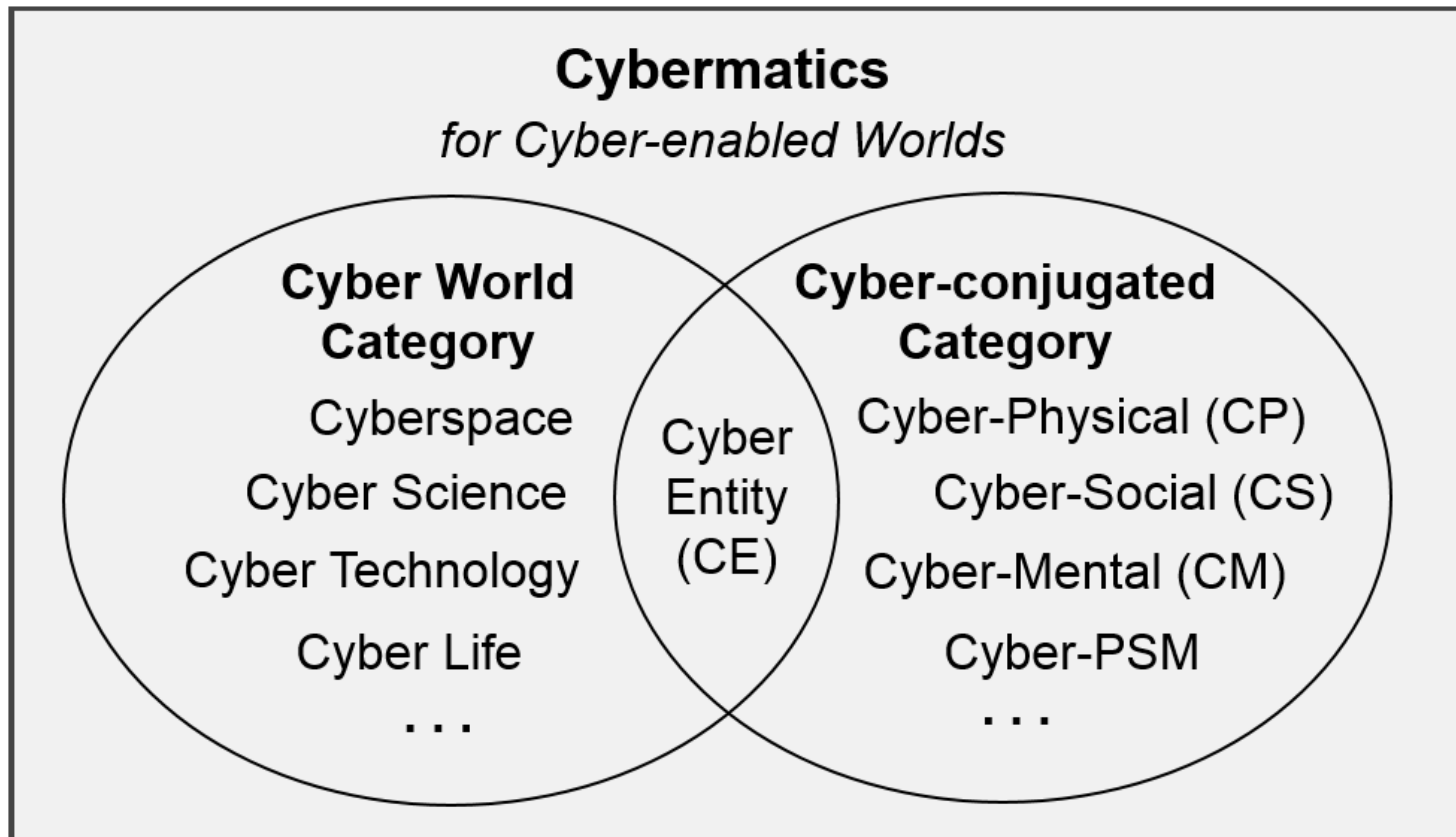 Cybermatics
for Cyber-enabled Worlds
Cyber World
Category
Cyberspace
Cyber Science
Cyber Technology
Cyber Life
. . .
Cyber
Entity
(CE)
Cyber-conjugated
Category
Cyber-Physical (CP)
Cyber-Social (CS)
Cyber-Mental (CM)
Cyber-PSM
. . .